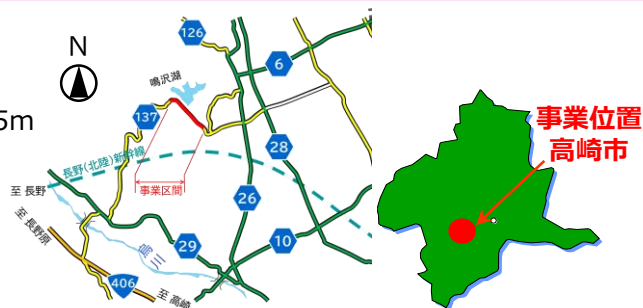 N
5m
126
6
鳴沢湖
137
28
長野(北陸)新幹線
事業区間
至 長野
26
至 長野原
烏川
29
10
406
至 高崎
事業位置
高崎市